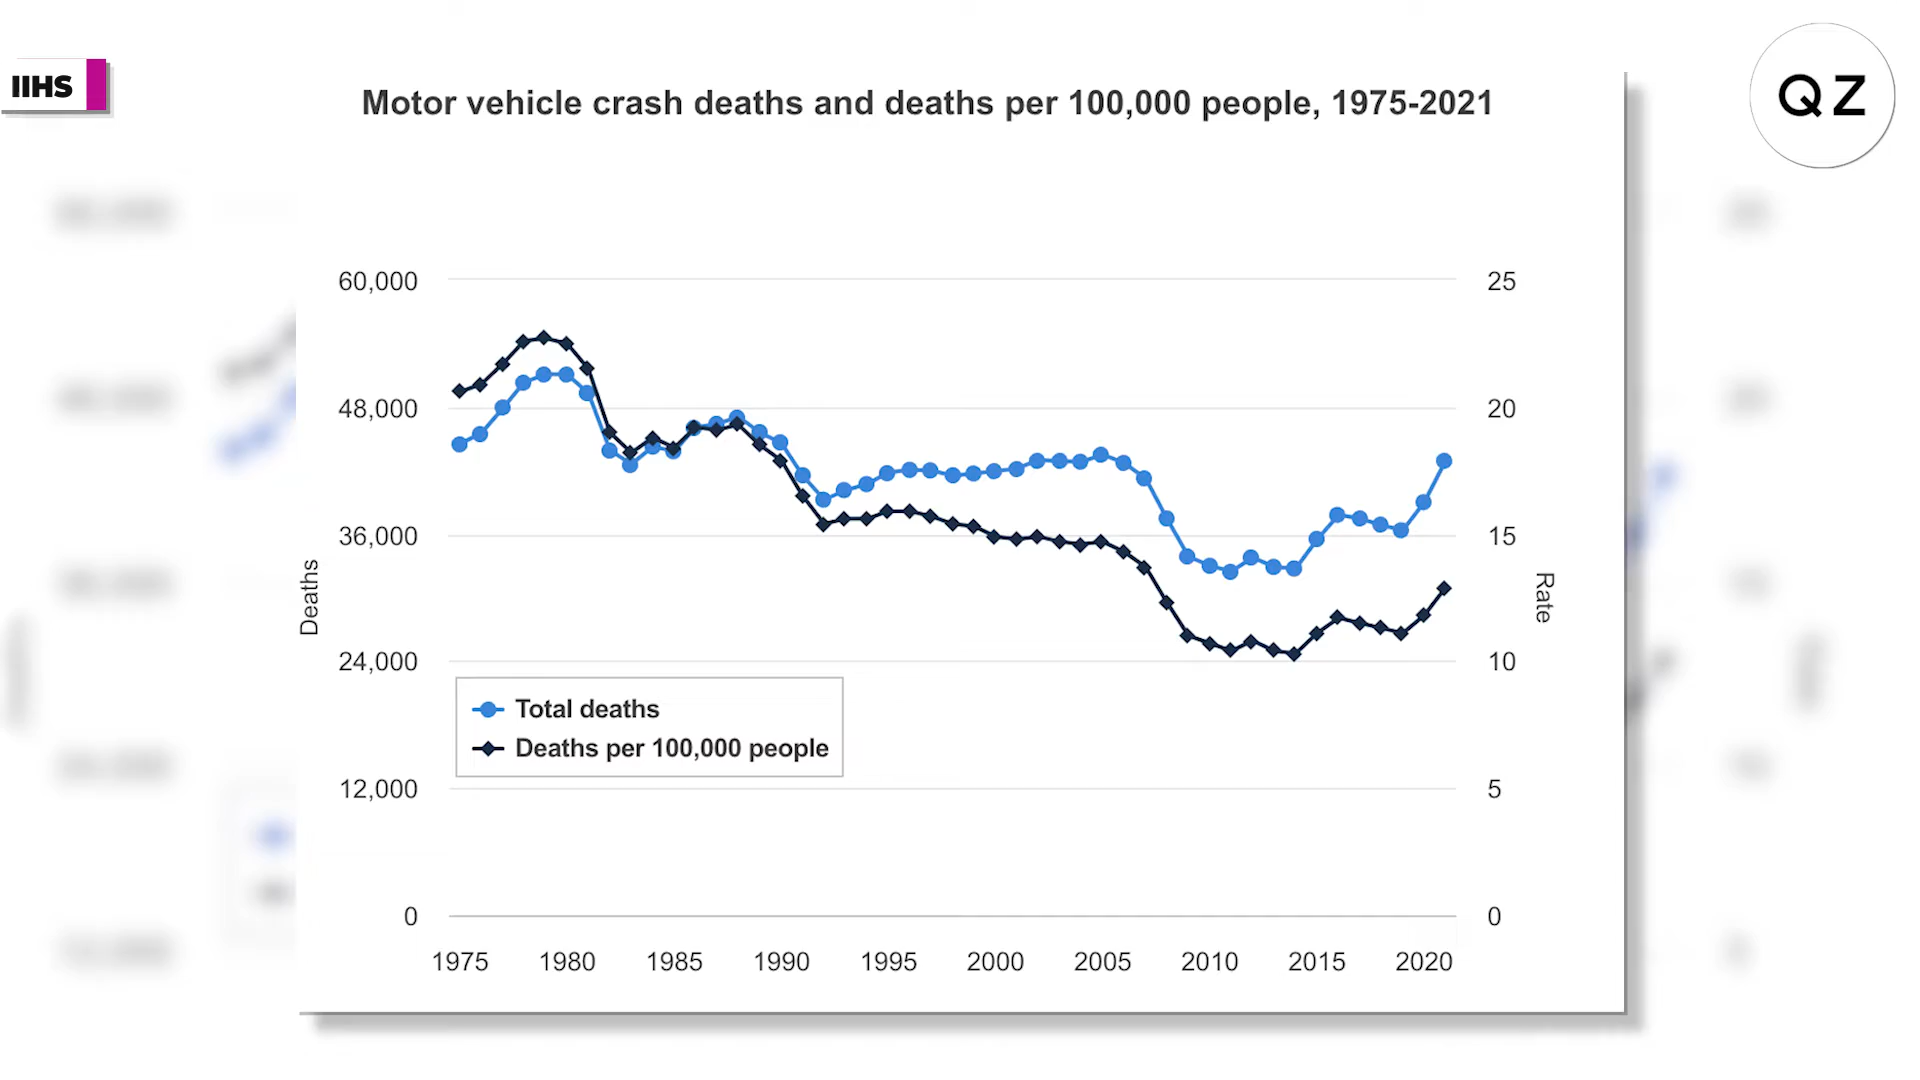 IIHS
QZ
Motor vehicle crash deaths and deaths per 100,000 people, 1975-2021
60,000
25
48,000
20
36,000
15
Deaths
Rate
24,000
10
Total deaths
Deaths per 100,000 people
12,000
5
0
0
1975 1980 1985 1990 1995 2000 2005 2010 2015 2020